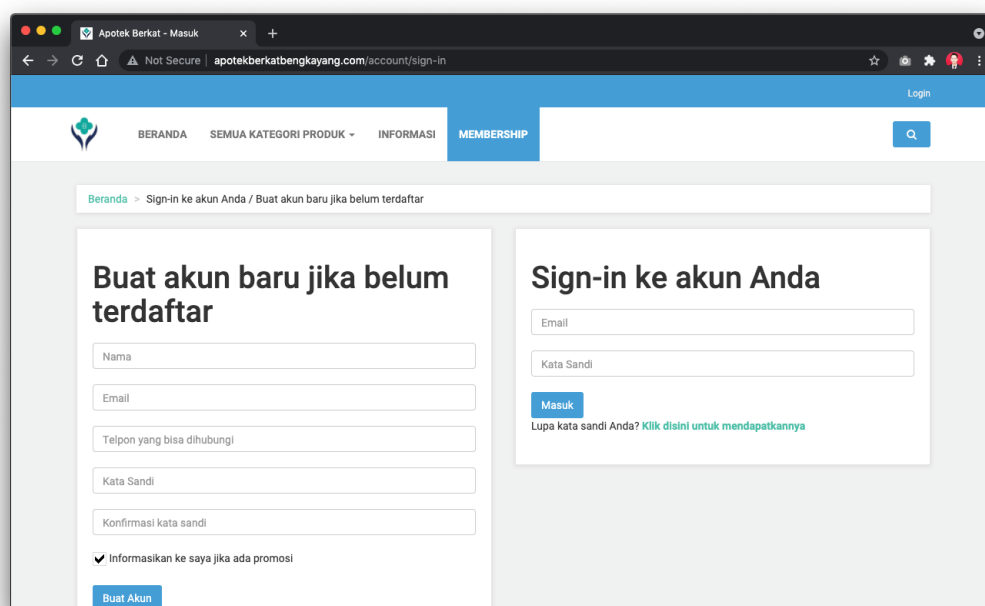 Apotek Berkat - Masuk
Not Secure | apotekberkatbengkayang.com/account/sign-in
Login
BERANDA
SEMUA KATEGORI PRODUK
INFORMASI
MEMBERSHIP
Beranda > Sign-in ke akun Anda / Buat akun baru jika belum terdaftar
Buat akun baru jika belum
terdaftar
Nama
Email
Telpon yang bisa dihubungi
Kata Sandi
Konfirmasi kata sandi
Informasikan ke saya jika ada promosi
Buat Akun
Sign-in ke akun Anda
Email
Kata Sandi
Masuk
Lupa kata sandi Anda? Klik disini untuk mendapatkannya